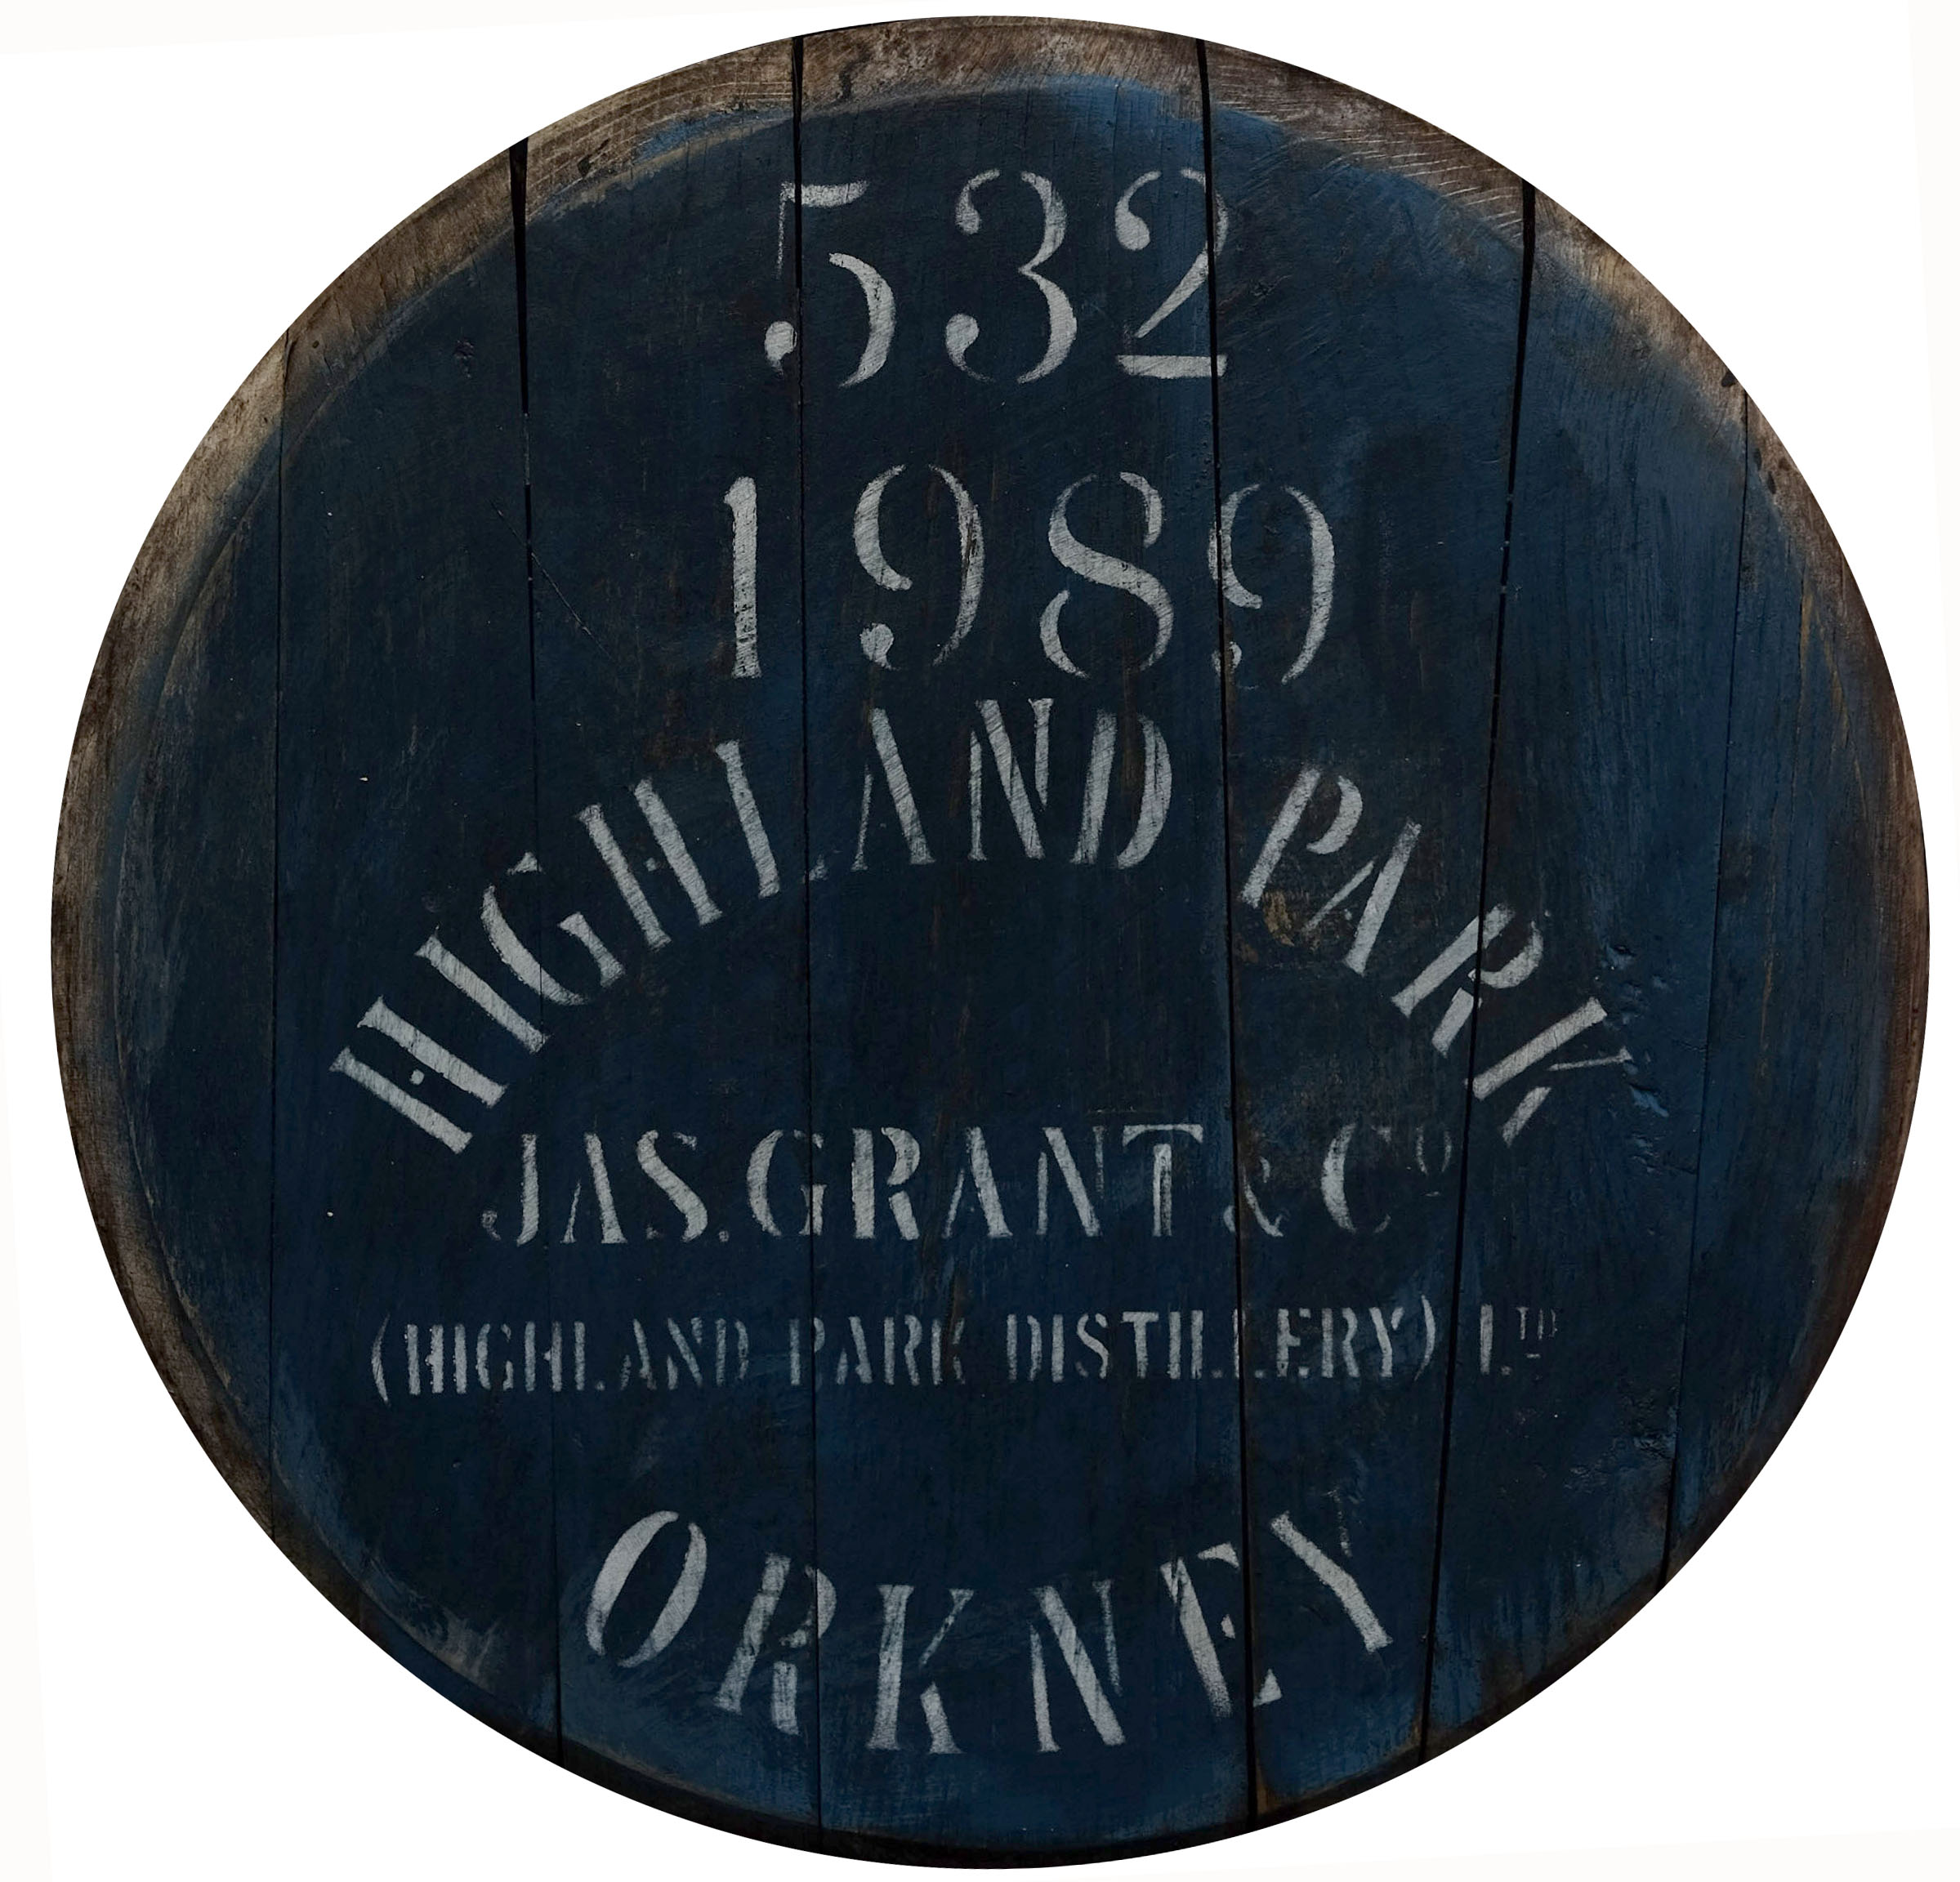 532
1989
HIGHLAND PARK
JAS. GRANT & Co
(HIGHLAND PARK DISTILLERY) LTD
ORKNEY